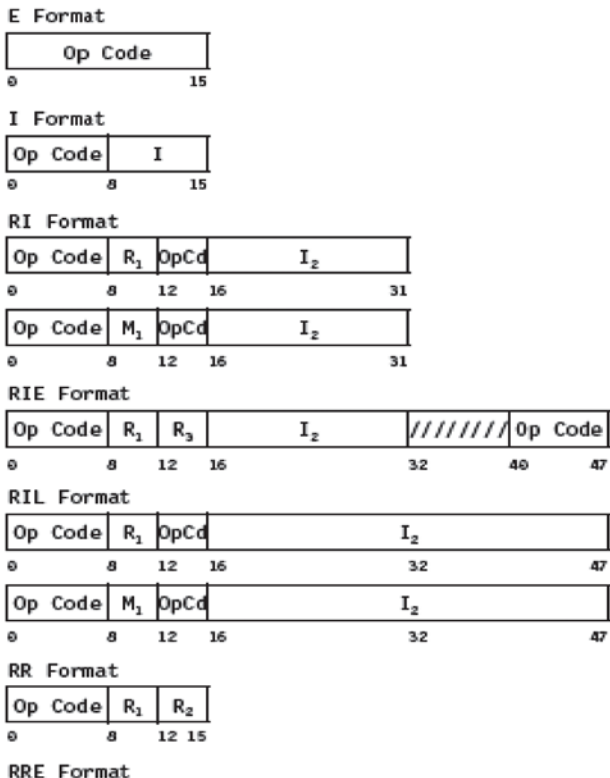 E Format
Op Code
0 15
I Format
Op Code I
0 8 15
RI Format
Op Code R₁ OpCd I₂
0 8 12 16 31
Op Code M₁ OpCd I₂
0 8 12 16 31
RIE Format
Op Code R₁ R₃ I₂ //////// Op Code
0 8 12 16 32 40 47
RIL Format
Op Code R₁ OpCd I₂
0 8 12 16 32 47
Op Code M₁ OpCd I₂
0 8 12 16 32 47
RR Format
Op Code R₁ R₂
0 8 12 15
RRE Format